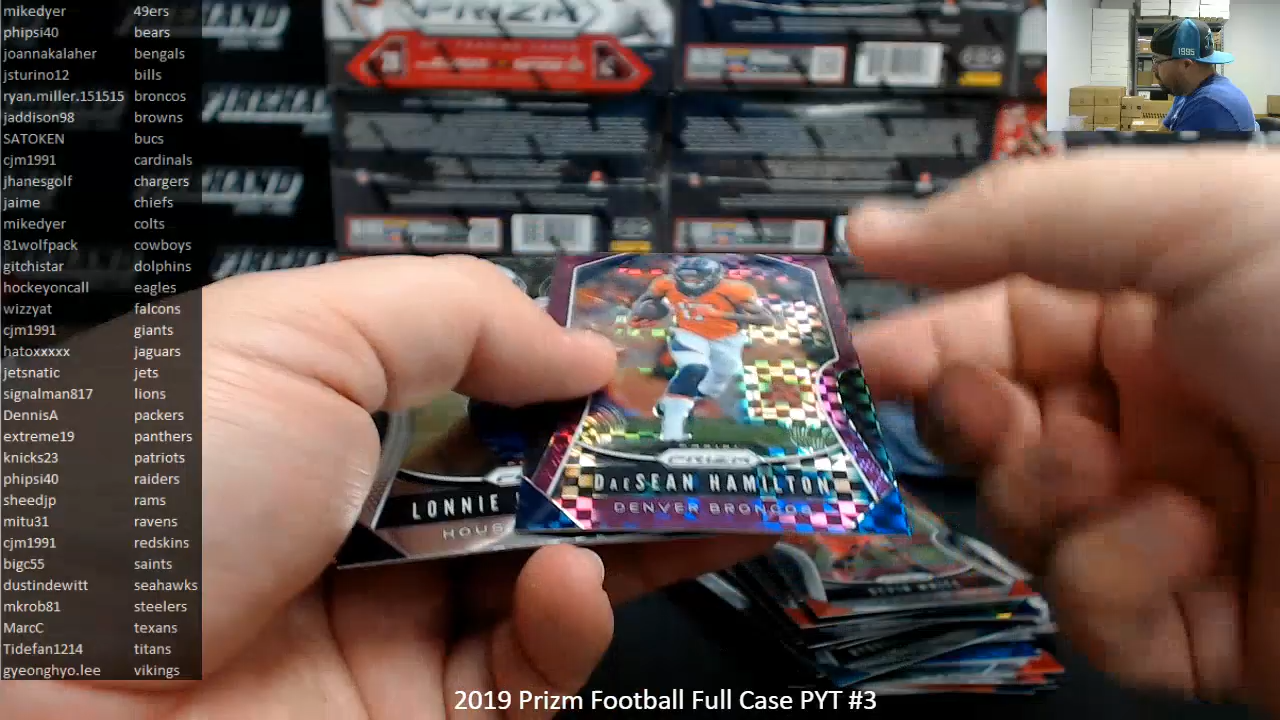 mikedyer 49ers
phipsi40 bears
joannakalaher bengals
jsturino12 bills
ryan.miller.151515 broncos
jaddison98 browns
SATOKEN bucs
cjm1991 cardinals
jhanesgolf chargers
jaime chiefs
mikedyer colts
81wolfpack cowboys
gitchistar dolphins
hockeyoncall eagles
wizzyat falcons
cjm1991 giants
hatoxxxxx jaguars
jetsnatic jets
signalman817 lions
DennisA packers
extreme19 panthers
knicks23 patriots
phipsi40 raiders
sheedjp rams
mitu31 ravens
cjm1991 redskins
bigc55 saints
dustindewitt seahawks
mkrob81 steelers
MarcC texans
Tidefan1214 titans
gyeonghyo.lee vikings
PRIZM
1995
PRIZM
DAESEAN HAMILTON
DENVER BRONCOS
LONNIE
HOUS
2019 Prizm Football Full Case PYT #3